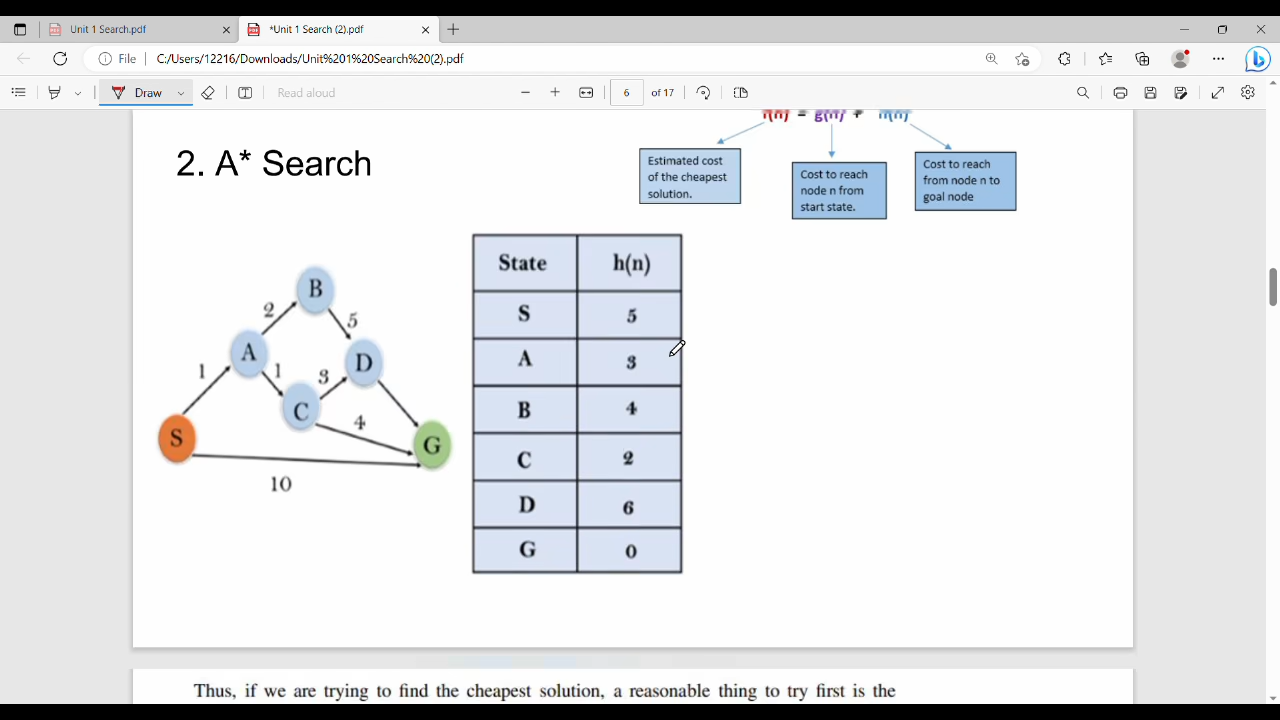 Unit 1 Search.pdf
*Unit 1 Search (2).pdf
File
C:/Users/12216/Downloads/Unit%201%20Search%20(2).pdf
Draw
Read aloud
6 of 17
f(n) = g(n) + h(n)
2. A* Search
Estimated cost
of the cheapest
solution.
Cost to reach
node n from
start state.
Cost to reach
from node n to
goal node
B
2
5
A
D
1
1
3
C
4
S
G
10
State h(n)
S 5
A 3
B 4
C 2
D 6
G 0
Thus, if we are trying to find the cheapest solution, a reasonable thing to try first is the